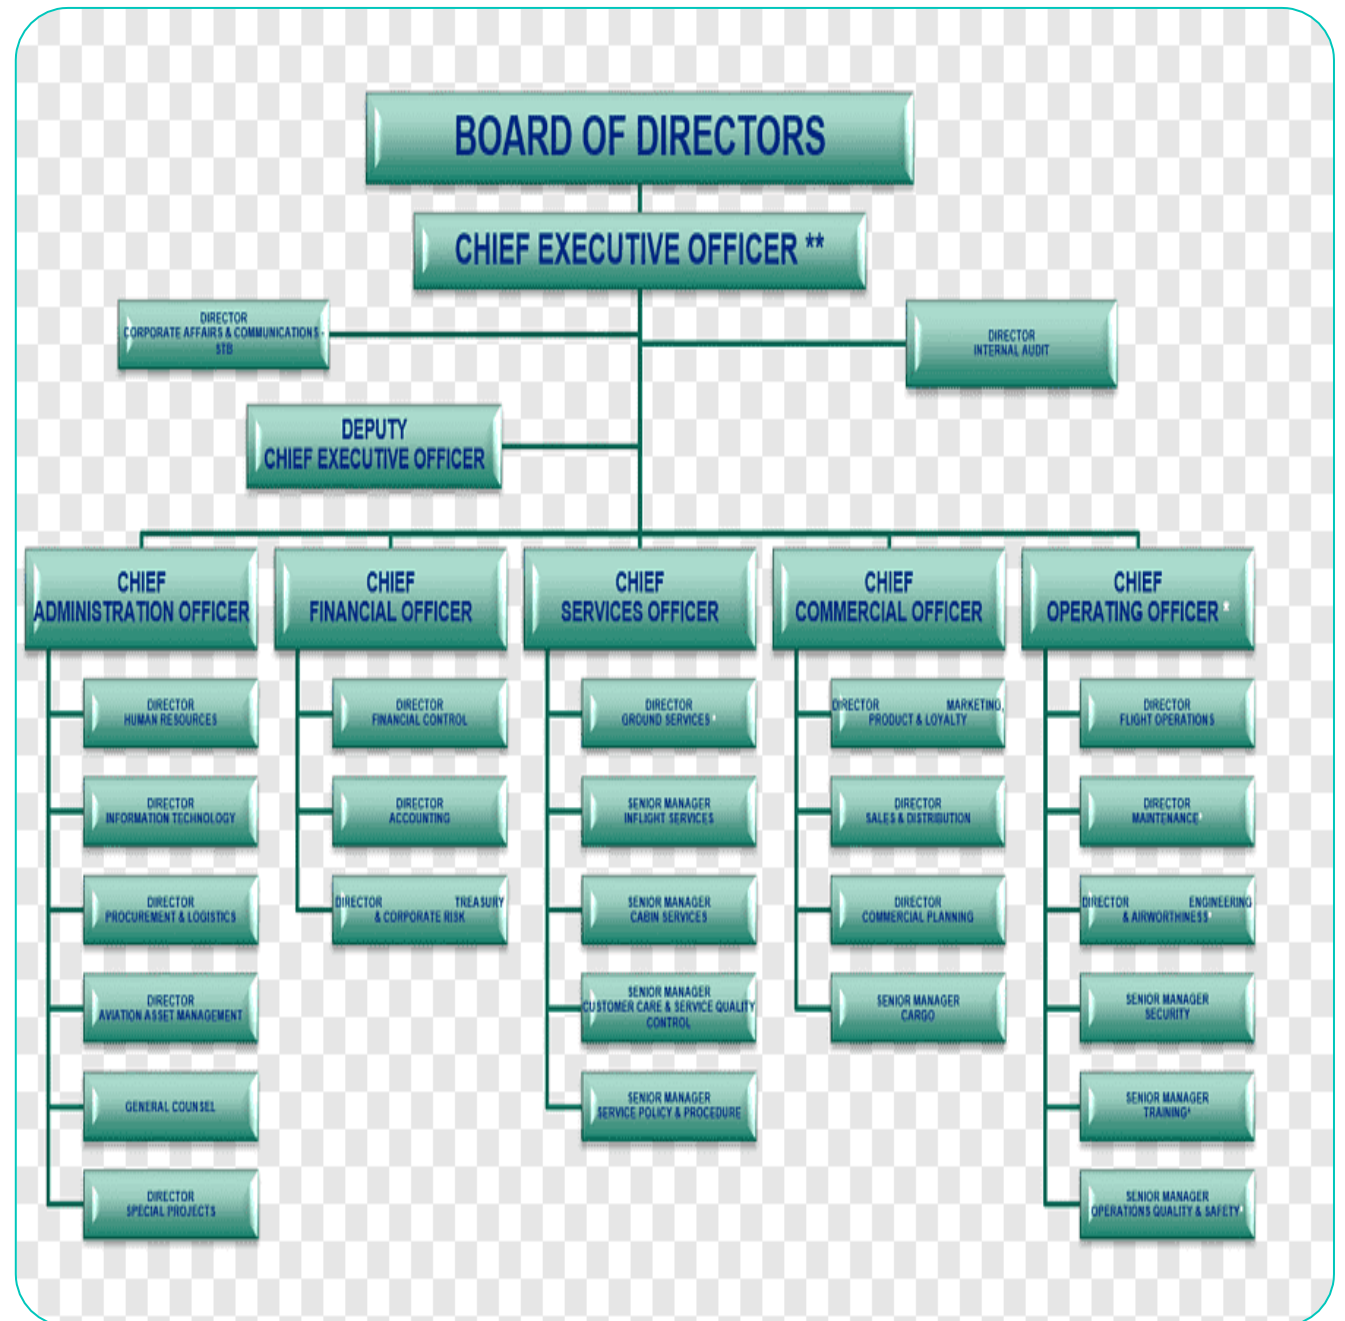 BOARD OF DIRECTORS
CHIEF EXECUTIVE OFFICER **
DIRECTOR
CORPORATE AFFAIRS & COMMUNICATIONS -
STB
DIRECTOR
INTERNAL AUDIT
DEPUTY
CHIEF EXECUTIVE OFFICER
CHIEF
ADMINISTRATION OFFICER
CHIEF
FINANCIAL OFFICER
CHIEF
SERVICES OFFICER
CHIEF
COMMERCIAL OFFICER
CHIEF
OPERATING OFFICER *
DIRECTOR
HUMAN RESOURCES
DIRECTOR
INFORMATION TECHNOLOGY
DIRECTOR
PROCUREMENT & LOGISTICS
DIRECTOR
AVIATION ASSET MANAGEMENT
GENERAL COUNSEL
DIRECTOR
SPECIAL PROJECTS
DIRECTOR
FINANCIAL CONTROL
DIRECTOR
ACCOUNTING
DIRECTOR TREASURY
& CORPORATE RISK
DIRECTOR
GROUND SERVICES*
SENIOR MANAGER
INFLIGHT SERVICES
SENIOR MANAGER
CABIN SERVICES
SENIOR MANAGER
CUSTOMER CARE & SERVICE QUALITY
CONTROL
SENIOR MANAGER
SERVICE POLICY & PROCEDURE
DIRECTOR MARKETING,
PRODUCT & LOYALTY
DIRECTOR
SALES & DISTRIBUTION
DIRECTOR
COMMERCIAL PLANNING
SENIOR MANAGER
CARGO
DIRECTOR
FLIGHT OPERATIONS
DIRECTOR
MAINTENANCE*
DIRECTOR ENGINEERING
& AIRWORTHINESS*
SENIOR MANAGER
SECURITY
SENIOR MANAGER
TRAINING*
SENIOR MANAGER
OPERATIONS QUALITY & SAFETY*